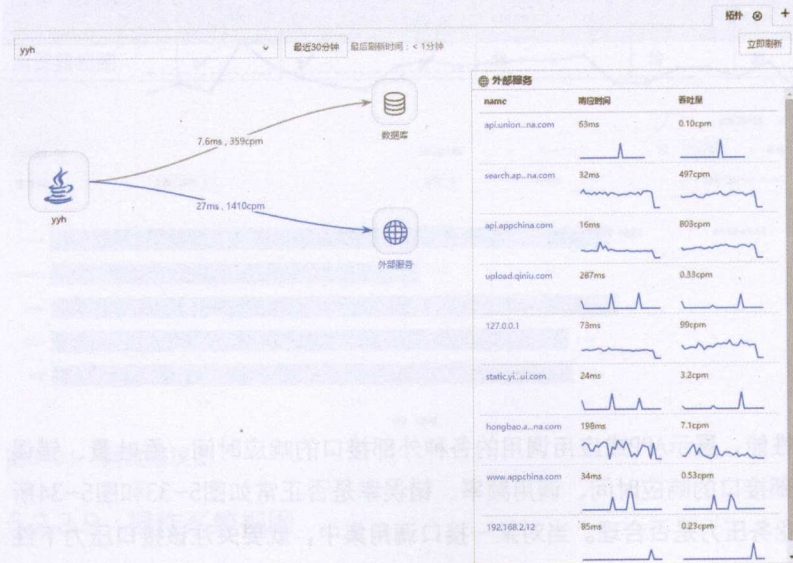 拓扑
yyh
最近30分钟
最后刷新时间:< 1分钟
立即刷新
7.6ms , 359cpm
数据库
yyh
27ms , 1410cpm
外部服务
外部服务
name 响应时间 吞吐量
api.union...na.com 63ms 0.10cpm
search.ap...na.com 32ms 497cpm
api.appchina.com 16ms 803cpm
upload.qiniu.com 287ms 0.33cpm
127.0.0.1 73ms 99cpm
static.yi...ui.com 24ms 3.2cpm
hongbao.a...na.com 198ms 7.1cpm
www.appchina.com 34ms 0.53cpm
192.168.2.12 85ms 0.23cpm